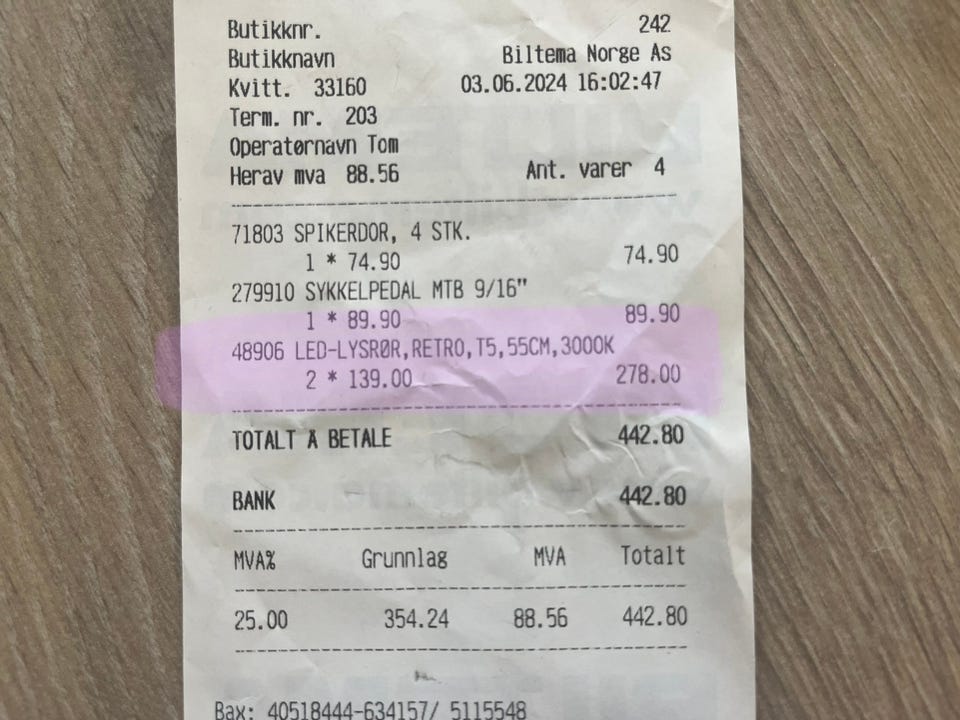 Butikknr. 242
Butikknavn Biltema Norge As
Kvitt. 33160 03.06.2024 16:02:47
Term. nr. 203
Operatørnavn Tom
Herav mva 88.56 Ant. varer 4
71803 SPIKERDOR, 4 STK.
1 * 74.90 74.90
279910 SYKKELPEDAL MTB 9/16"
1 * 89.90 89.90
48906 LED-LYSRØR,RETRO,T5,55CM,3000K
2 * 139.00 278.00
TOTALT Å BETALE 442.80
BANK 442.80
MVA% Grunnlag MVA Totalt
25.00 354.24 88.56 442.80
Bax: 40518444-634157/ 5115548